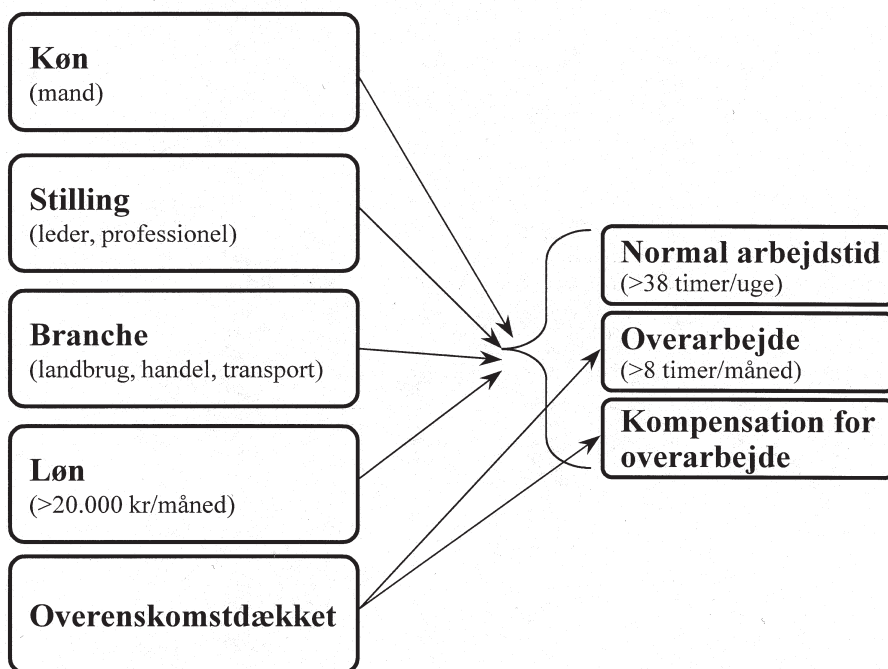 Køn
(mand)
Stilling
(leder, professionel)
Branche
(landbrug, handel, transport)
Løn
(>20.000 kr/måned)
Overenskomstdækket
Normal arbejdstid
(>38 timer/uge)
Overarbejde
(>8 timer/måned)
Kompensation for
overarbejde